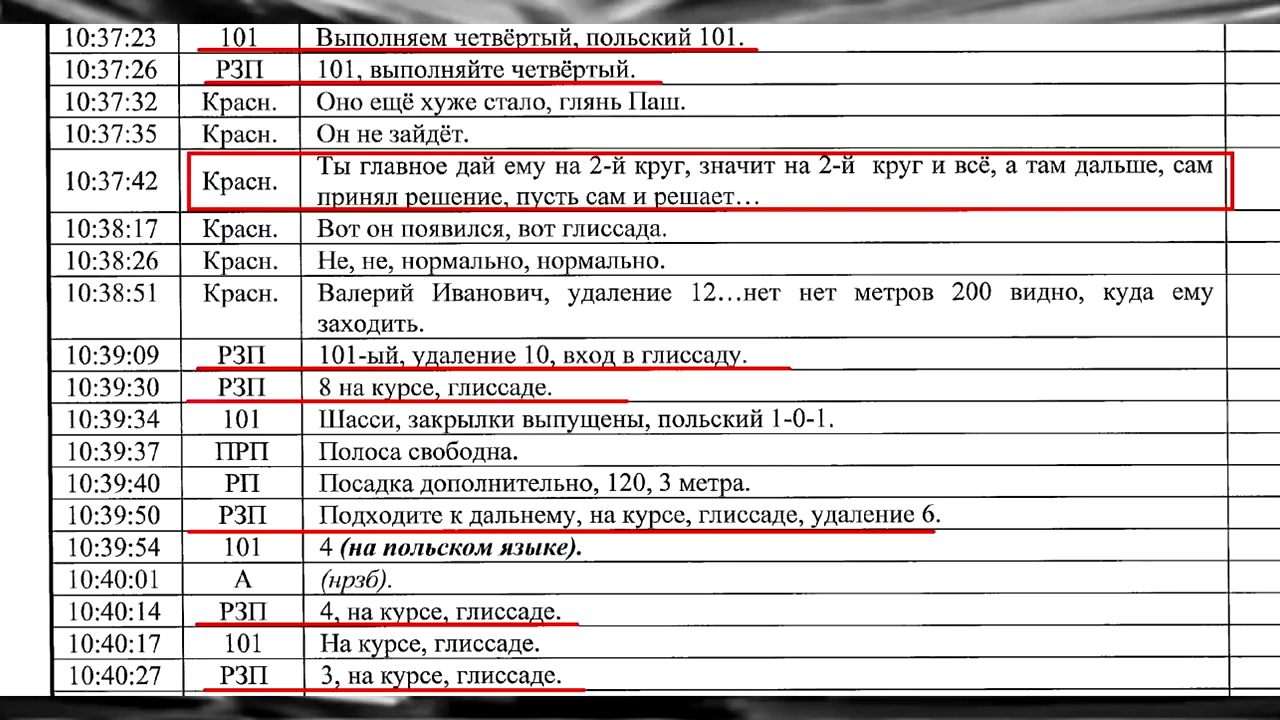 10:37:23 101 Выполняем четвёртый, польский 101.
10:37:26 РЗП 101, выполняйте четвёртый.
10:37:32 Красн. Оно ещё хуже стало, глянь Паш.
10:37:35 Красн. Он не зайдёт.
10:37:42 Красн. Ты главное дай ему на 2-й круг, значит на 2-й круг и всё, а там дальше, сам
принял решение, пусть сам и решает…
10:38:17 Красн. Вот он появился, вот глиссада.
10:38:26 Красн. Не, не, нормально, нормально.
10:38:51 Красн. Валерий Иванович, удаление 12…нет нет метров 200 видно, куда ему
заходить.
10:39:09 РЗП 101-ый, удаление 10, вход в глиссаду.
10:39:30 РЗП 8 на курсе, глиссаде.
10:39:34 101 Шасси, закрылки выпущены, польский 1-0-1.
10:39:37 ПРП Полоса свободна.
10:39:40 РП Посадка дополнительно, 120, 3 метра.
10:39:50 РЗП Подходите к дальнему, на курсе, глиссаде, удаление 6.
10:39:54 101 4 (на польском языке).
10:40:01 А (нрзб).
10:40:14 РЗП 4, на курсе, глиссаде.
10:40:17 101 На курсе, глиссаде.
10:40:27 РЗП 3, на курсе, глиссаде.